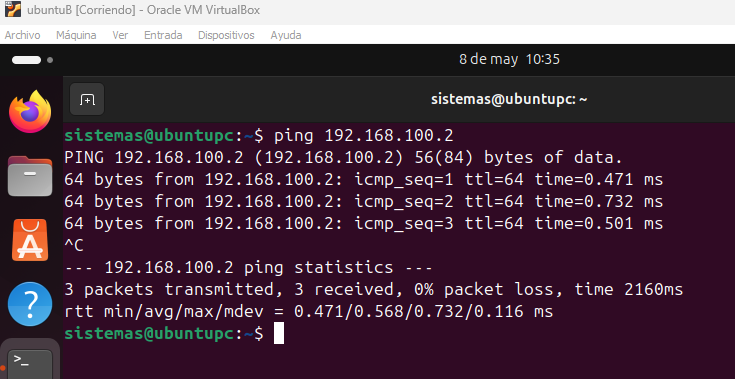 ubuntuB [Corriendo] - Oracle VM VirtualBox
Archivo Máquina Ver Entrada Dispositivos Ayuda
8 de may 10:35
sistemas@ubuntupc: ~
sistemas@ubuntupc:~$ ping 192.168.100.2
PING 192.168.100.2 (192.168.100.2) 56(84) bytes of data.
64 bytes from 192.168.100.2: icmp_seq=1 ttl=64 time=0.471 ms
64 bytes from 192.168.100.2: icmp_seq=2 ttl=64 time=0.732 ms
64 bytes from 192.168.100.2: icmp_seq=3 ttl=64 time=0.501 ms
^C
--- 192.168.100.2 ping statistics ---
3 packets transmitted, 3 received, 0% packet loss, time 2160ms
rtt min/avg/max/mdev = 0.471/0.568/0.732/0.116 ms
sistemas@ubuntupc:~$